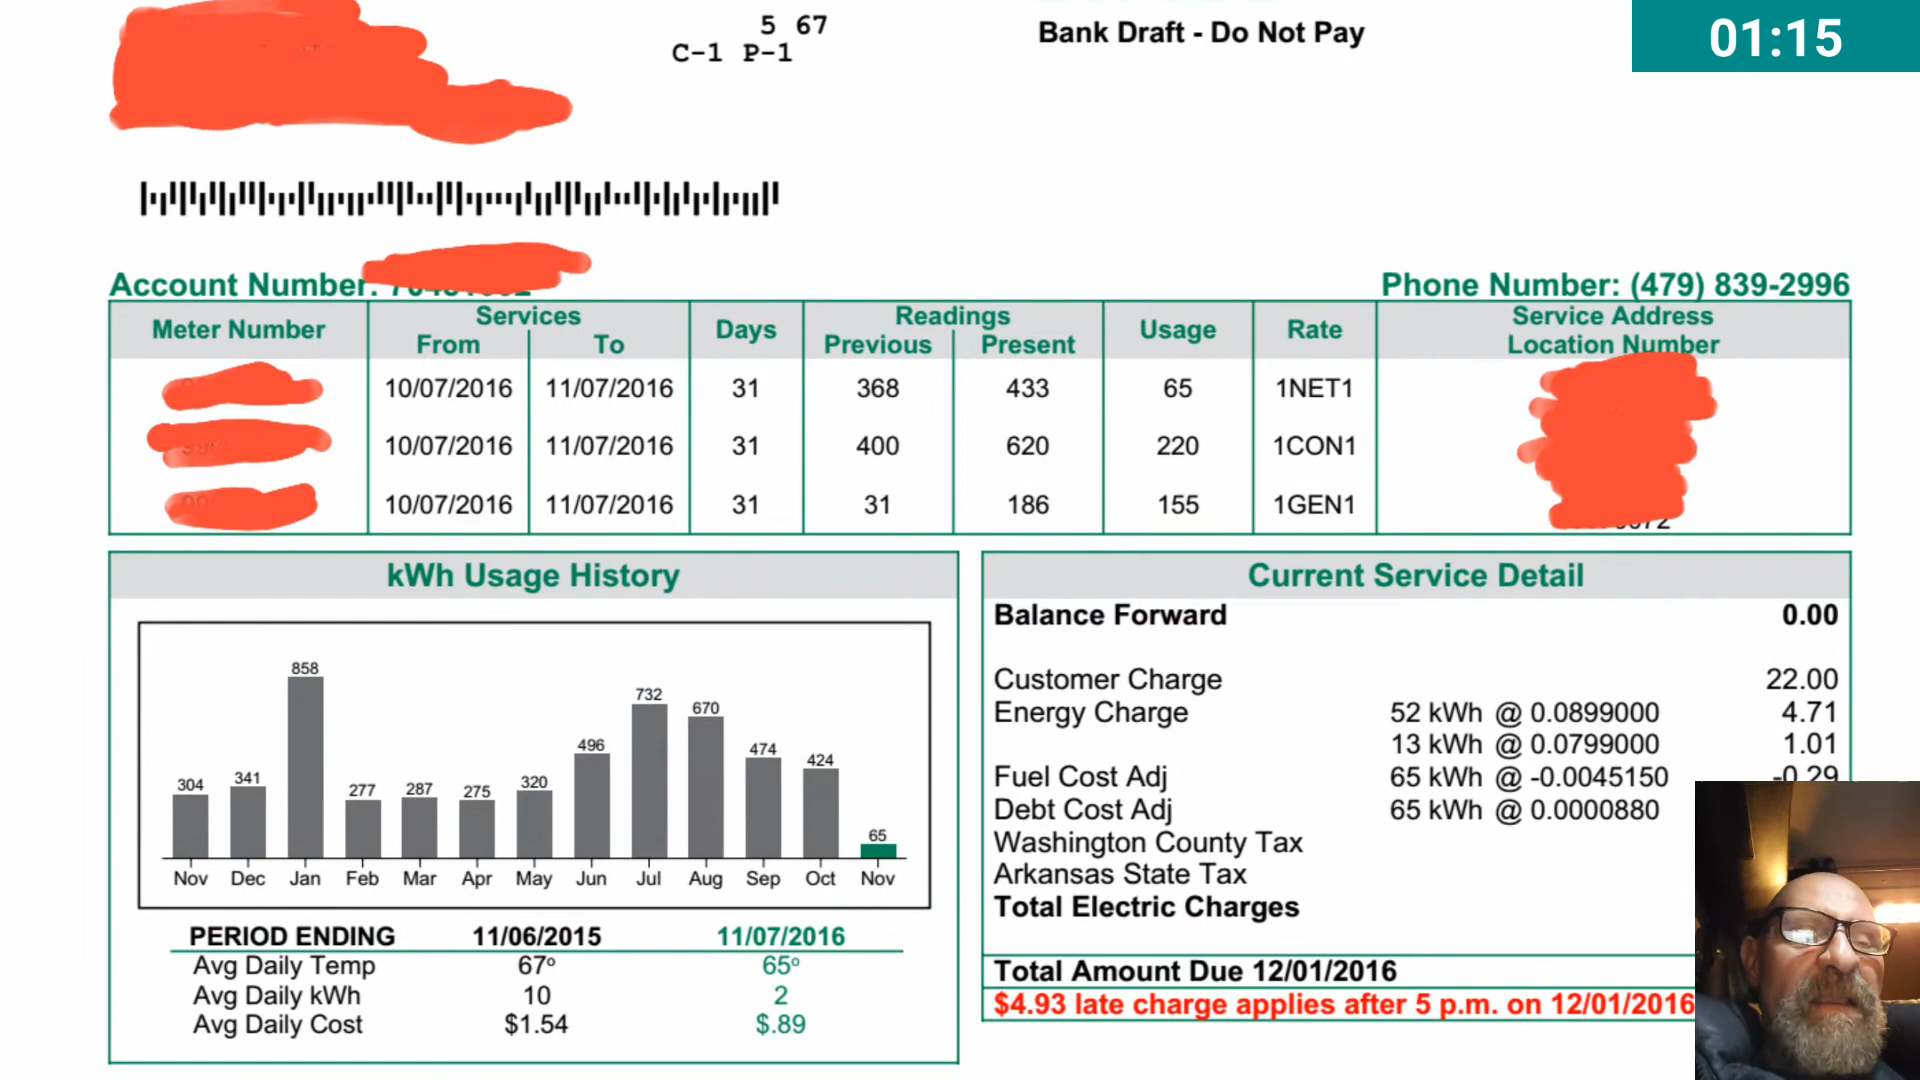 5 67
C-1 P-1
Bank Draft - Do Not Pay
01:15
Account Number:
Phone Number: (479) 839-2996
Meter Number
Services
From To
Days
Readings
Previous Present
Usage
Rate
Service Address
Location Number
10/07/2016 11/07/2016 31 368 433 65 1NET1
10/07/2016 11/07/2016 31 400 620 220 1CON1
10/07/2016 11/07/2016 31 31 186 155 1GEN1
kWh Usage History
858
732
670
496
474
424
304
341
277
287
275
320
65
Nov Dec Jan Feb Mar Apr May Jun Jul Aug Sep Oct Nov
PERIOD ENDING 11/06/2015 11/07/2016
Avg Daily Temp 67° 65°
Avg Daily kWh 10 2
Avg Daily Cost $1.54 $.89
Current Service Detail
Balance Forward 0.00
Customer Charge 22.00
Energy Charge 52 kWh @ 0.0899000 4.71
13 kWh @ 0.0799000 1.01
Fuel Cost Adj 65 kWh @ -0.0045150 -0.29
Debt Cost Adj 65 kWh @ 0.0000880
Washington County Tax
Arkansas State Tax
Total Electric Charges
Total Amount Due 12/01/2016
$4.93 late charge applies after 5 p.m. on 12/01/2016